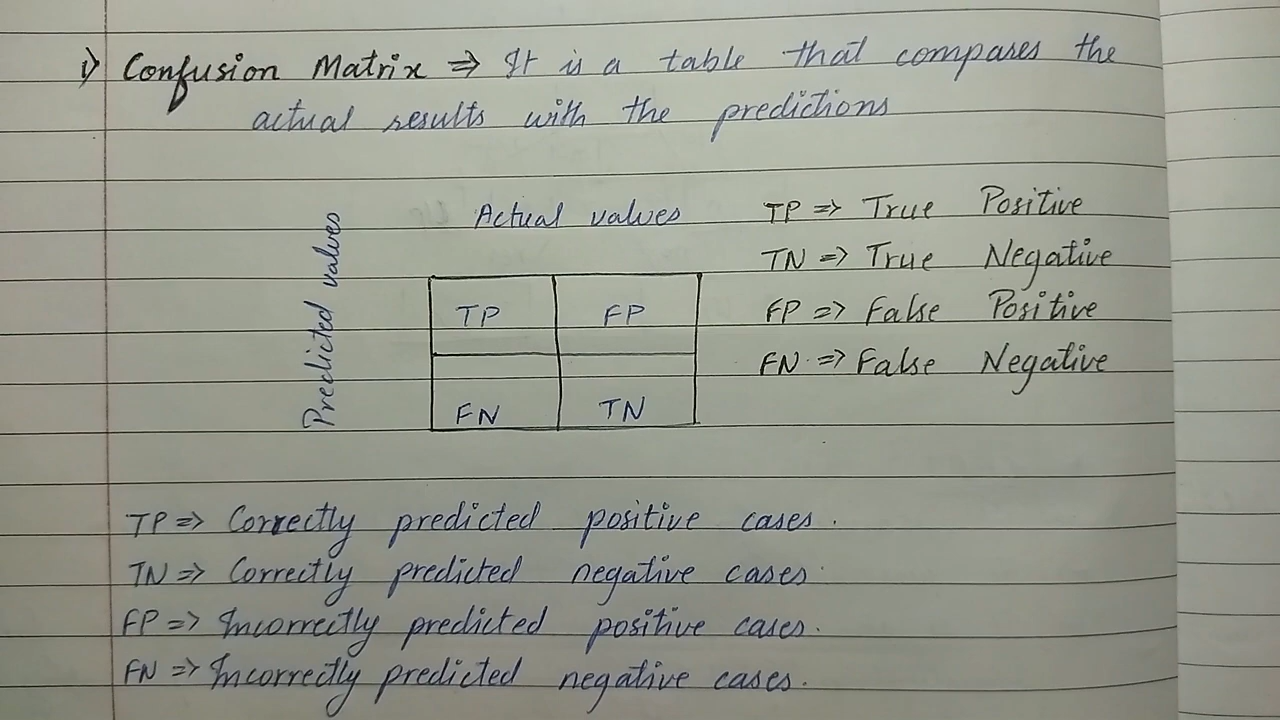 i) Confusion Matrix ⇒ It is a table that compares the
actual results with the predictions
Actual values
Predicted values
TP FP
FN TN
TP => True Positive
TN => True Negative
FP => False Positive
FN => False Negative
TP => Correctly predicted positive cases.
TN => Correctly predicted negative cases.
FP => Incorrectly predicted positive cases.
FN => Incorrectly predicted negative cases.